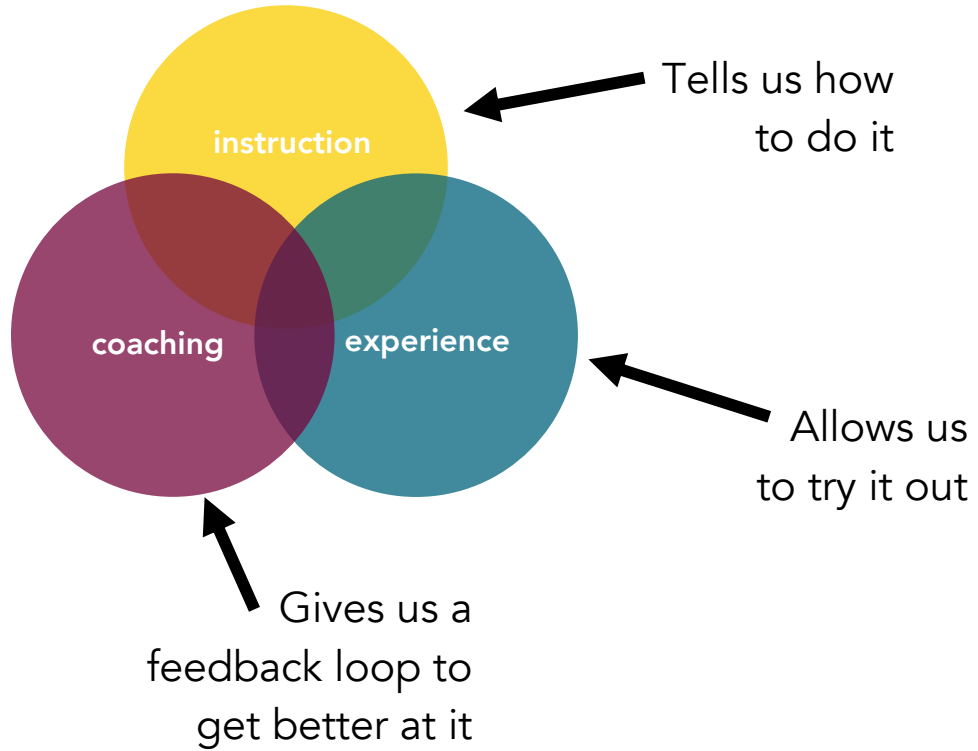 instruction
Tells us how
to do it
coaching
experience
Allows us
to try it out
Gives us a
feedback loop to
get better at it